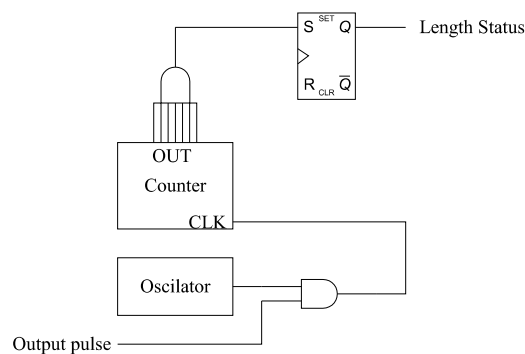 S SET Q
Length Status
R CLR Q̅
OUT
Counter
CLK
Oscilator
Output pulse